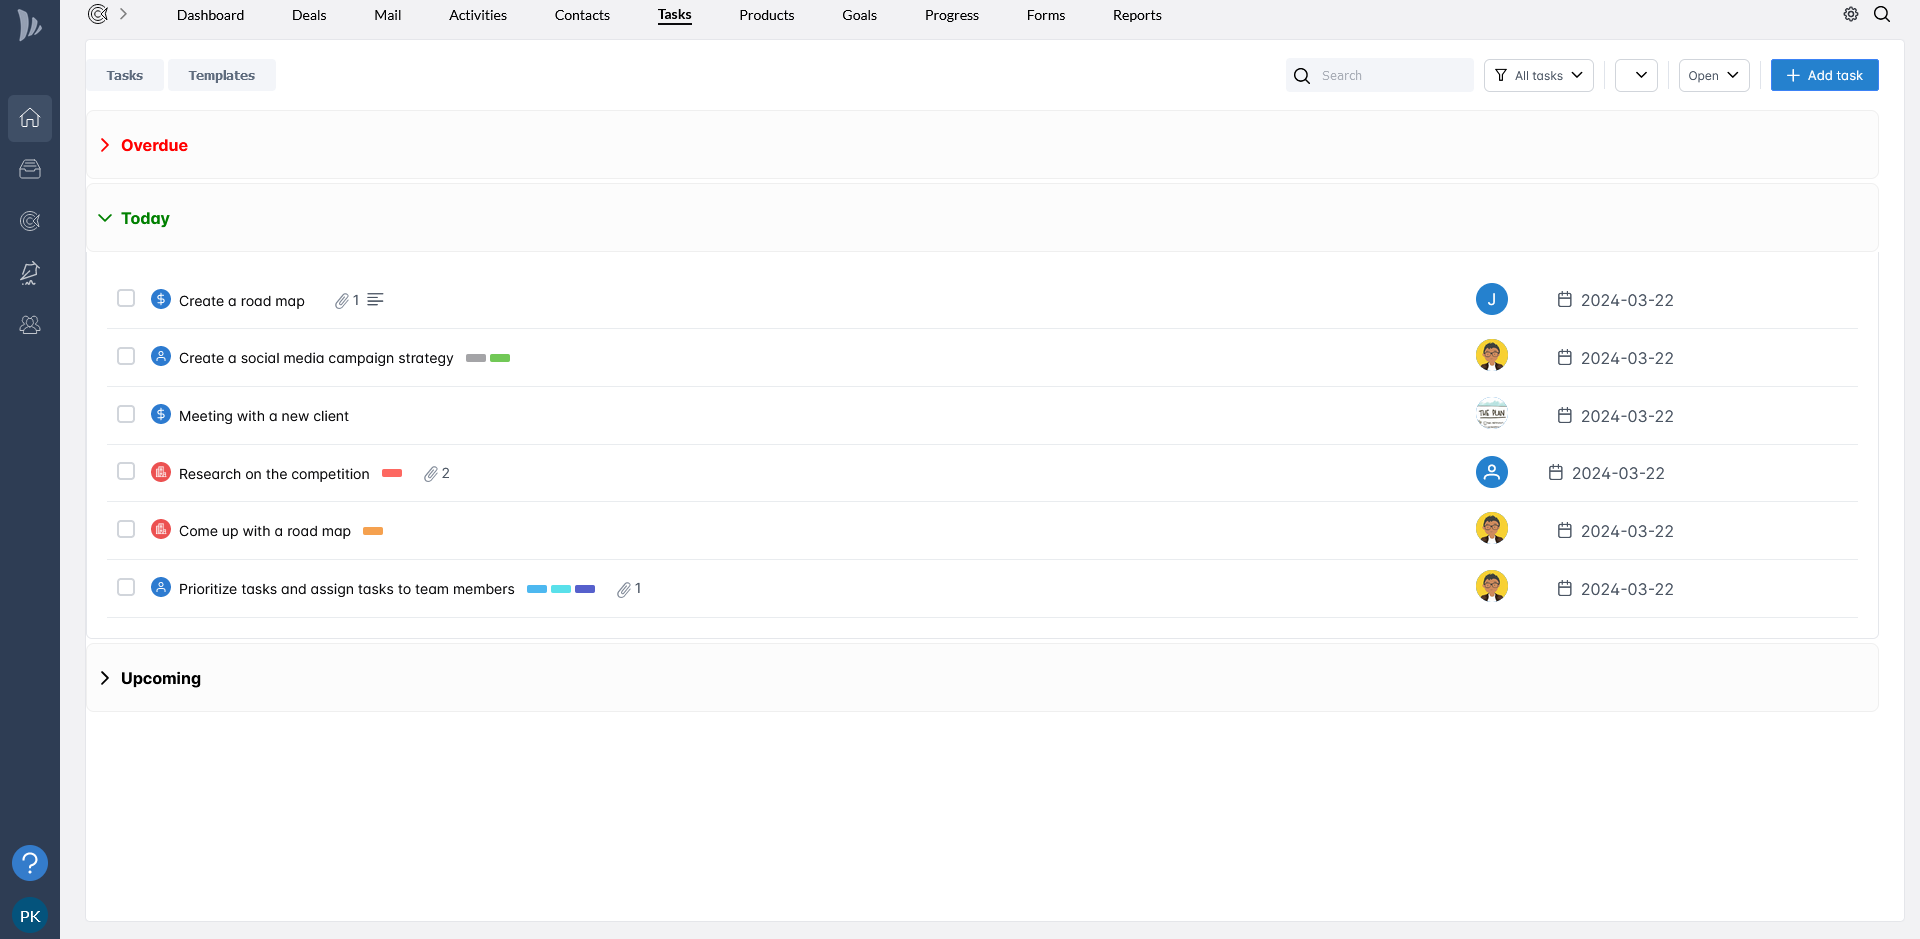 Dashboard Deals Mail Activities Contacts Tasks Products Goals Progress Forms Reports
Tasks Templates Search All tasks Open Add task
Overdue
Today
Create a road map 1 J 2024-03-22
Create a social media campaign strategy 2024-03-22
Meeting with a new client THE PLAN 2024-03-22
Research on the competition 2 2024-03-22
Come up with a road map 2024-03-22
Prioritize tasks and assign tasks to team members 1 2024-03-22
Upcoming
?
PK